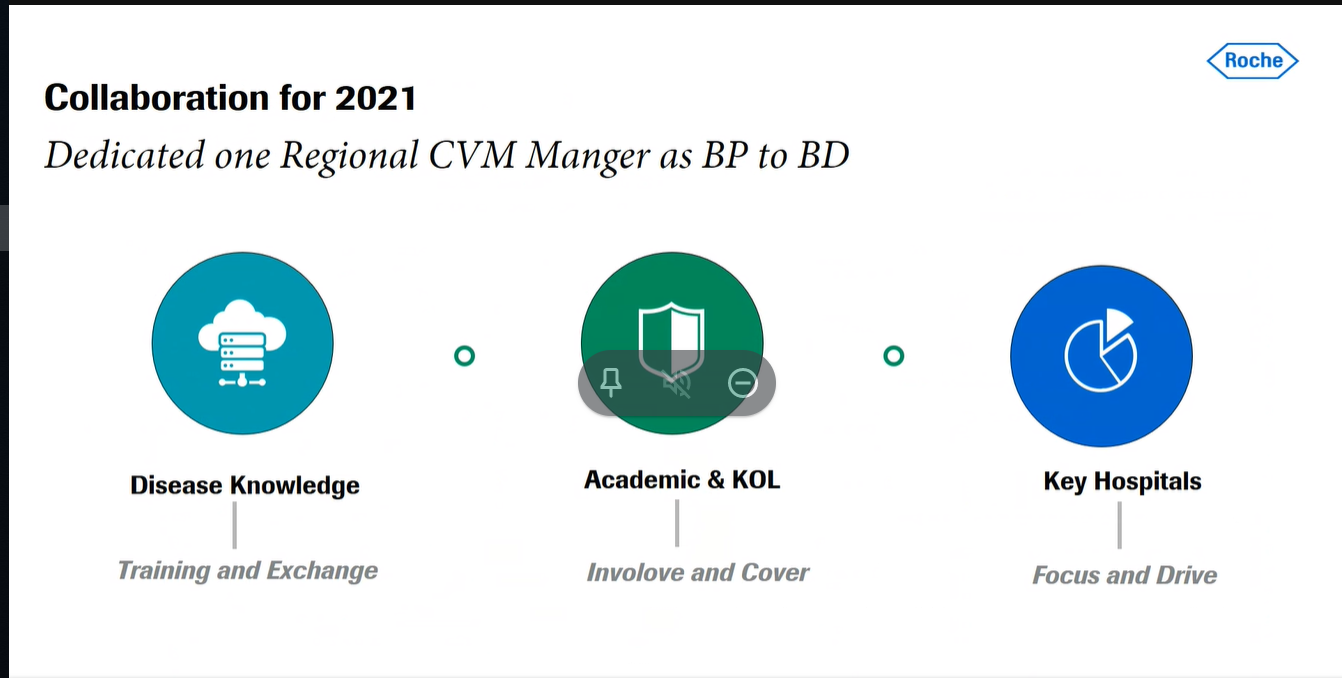 Roche
Collaboration for 2021
Dedicated one Regional CVM Manger as BP to BD
Disease Knowledge
Academic & KOL
Key Hospitals
Training and Exchange
Involove and Cover
Focus and Drive